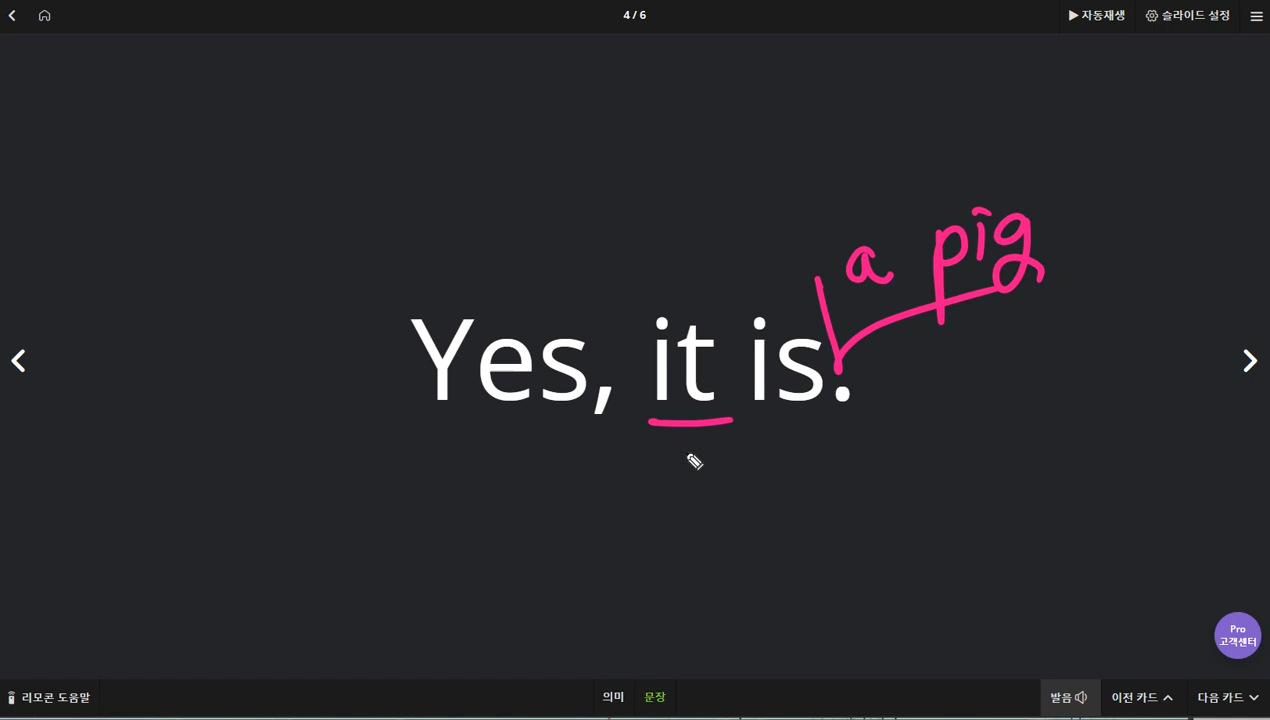 4 / 6
자동재생
슬라이드 설정
a pig
Yes, it is.
Pro
고객센터
리모콘 도움말
의미
문장
발음
이전 카드
다음 카드